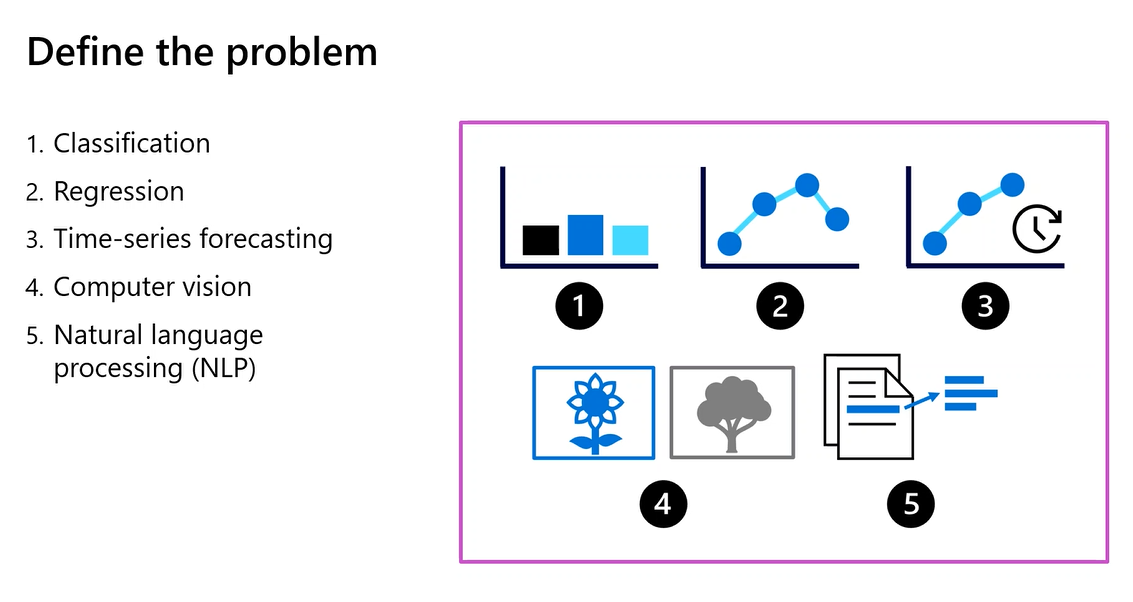 Define the problem
1. Classification
2. Regression
3. Time-series forecasting
4. Computer vision
5. Natural language
processing (NLP)
1
2
3
4
5